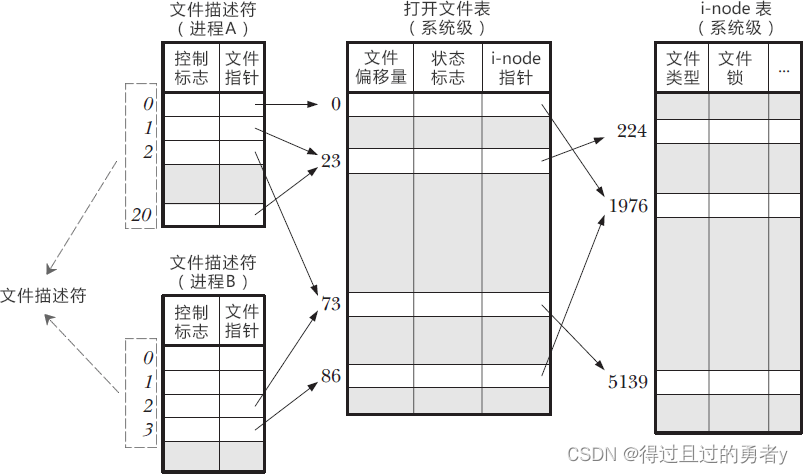 文件描述符
（进程A）
控制
标志
文件
指针
0
1
2
20
文件描述符
文件描述符
（进程B）
控制
标志
文件
指针
0
1
2
3
打开文件表
（系统级）
文件
偏移量
状态
标志
i-node
指针
0
23
73
86
i-node 表
（系统级）
文件
类型
文件
锁
...
224
1976
5139
CSDN @得过且过的勇者y